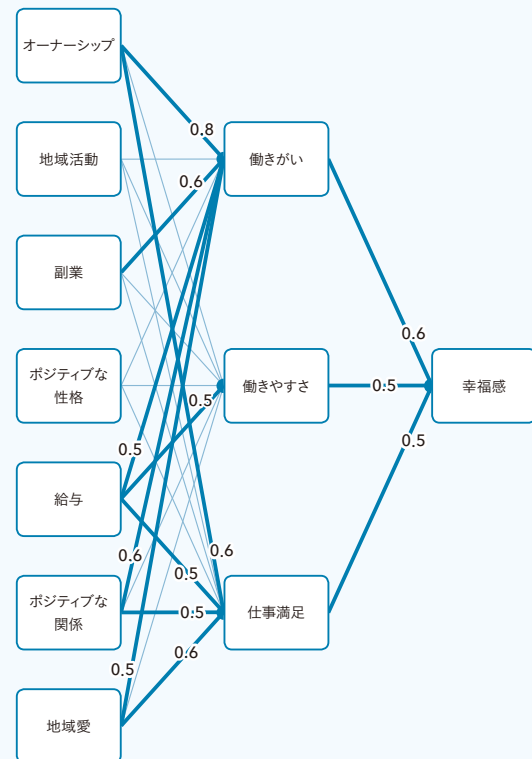 オーナーシップ
0.8
地域活動
働きがい
0.6
副業
0.6
ポジティブな
性格
働きやすさ
0.5
幸福感
0.5
0.5
0.5
給与
0.6
0.6
0.5
ポジティブな
関係
0.5
仕事満足
0.6
0.5
地域愛